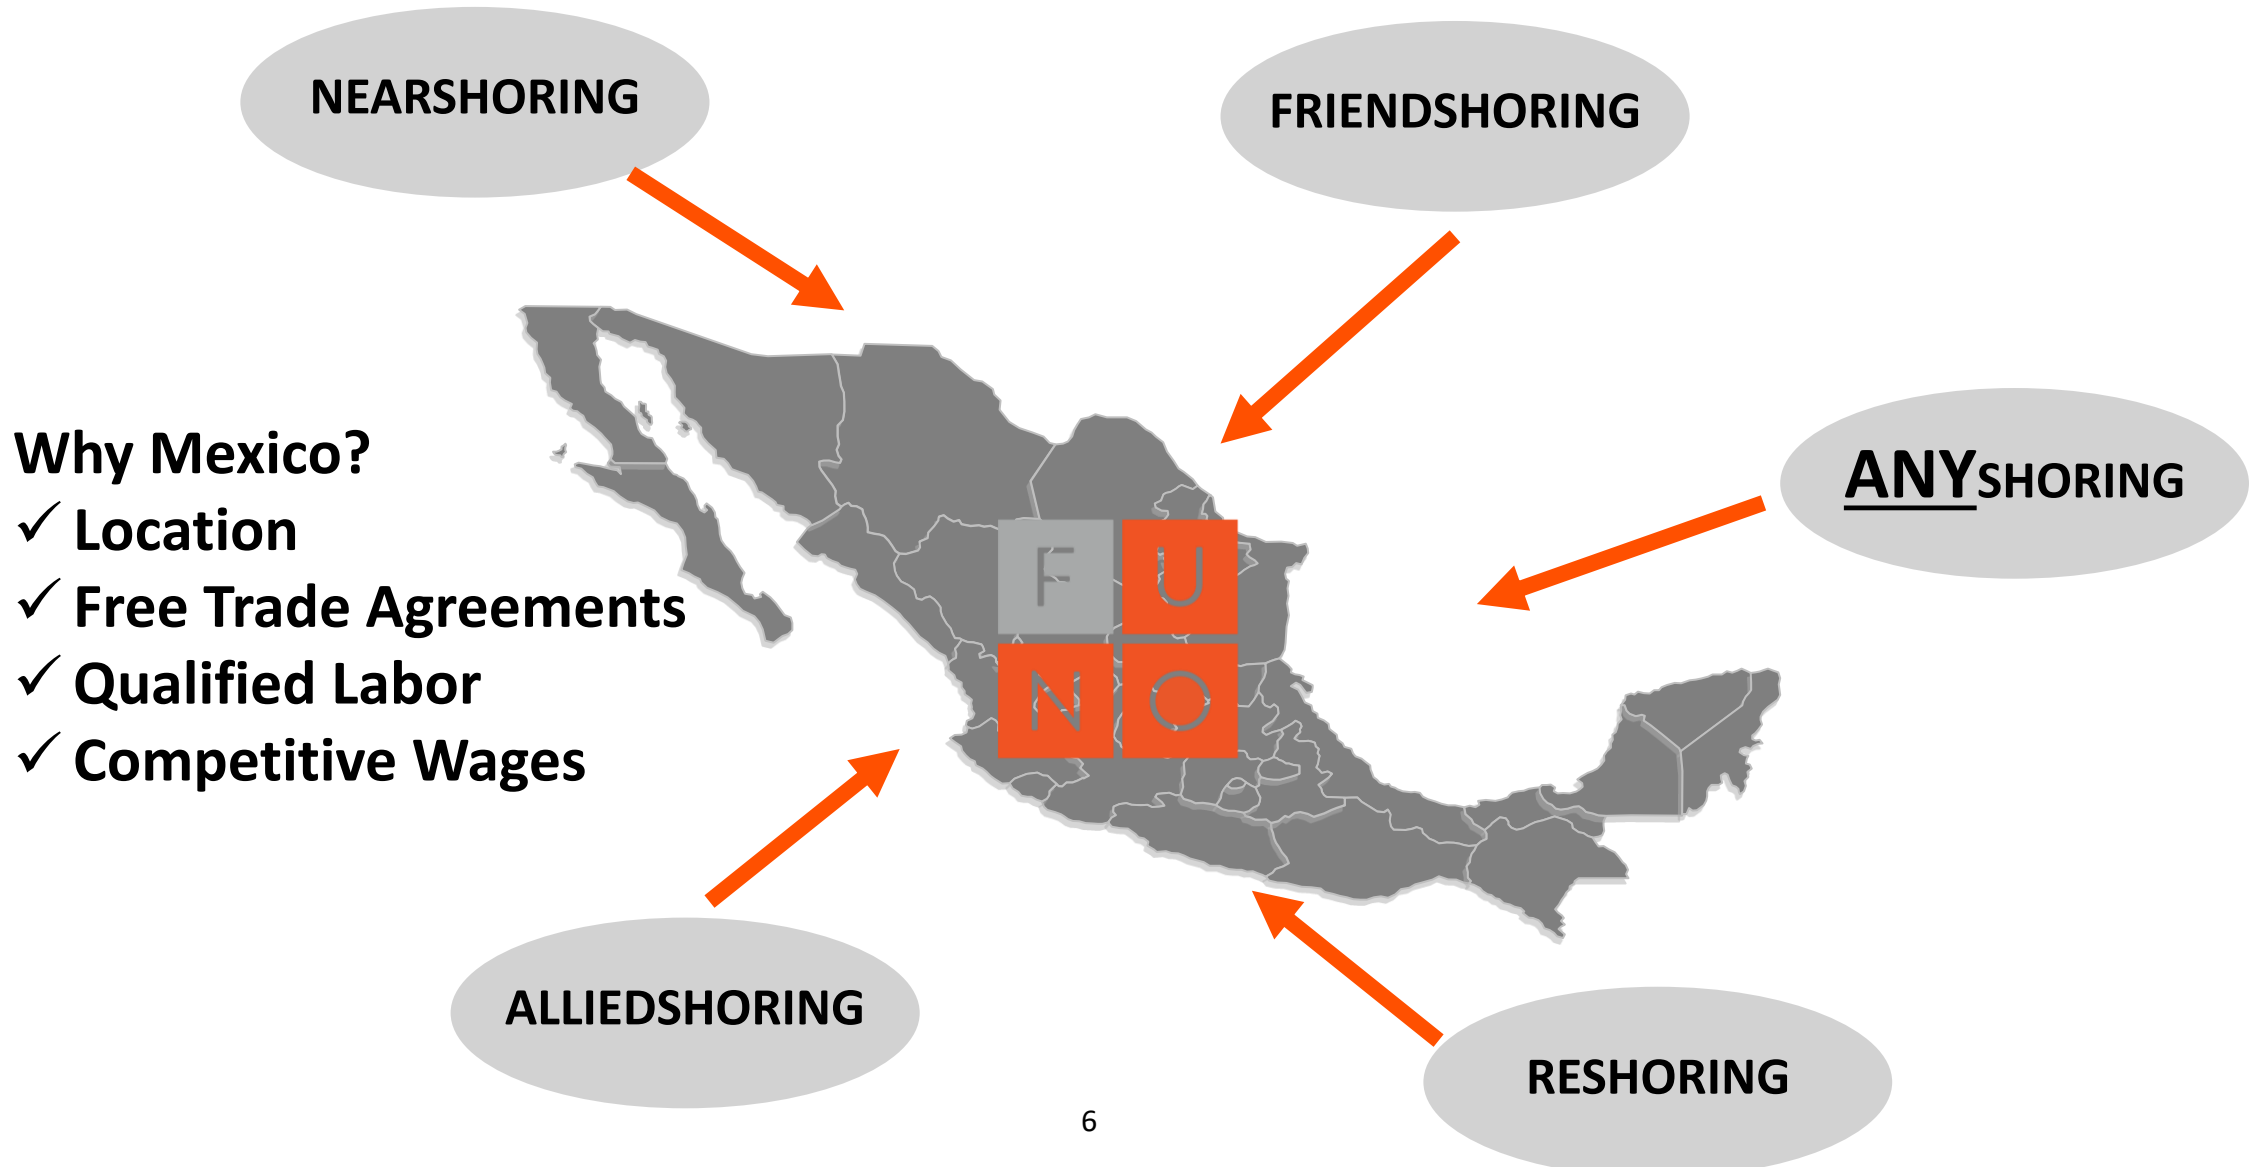 NEARSHORING
FRIENDSHORING
ANYSHORING
Why Mexico?
✓ Location
✓ Free Trade Agreements
✓ Qualified Labor
✓ Competitive Wages
F U
N O
ALLIEDSHORING
RESHORING
6